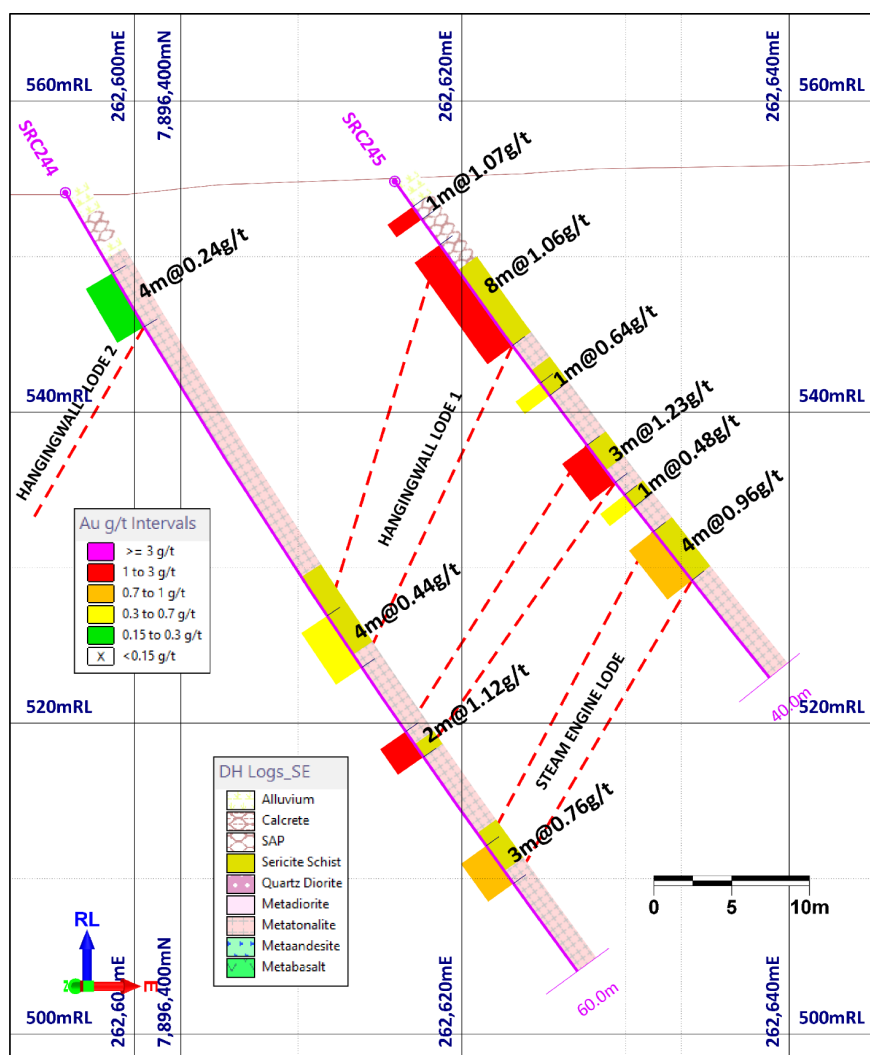 262,600mE
7,896,400mN
262,620mE
262,640mE
560mRL
560mRL
SRC244
SRC245
1m@1.07g/t
4m@0.24g/t
8m@1.06g/t
1m@0.64g/t
HANGINGWALL LODE 2
540mRL
540mRL
HANGINGWALL LODE 1
3m@1.23g/t
1m@0.48g/t
4m@0.96g/t
Au g/t Intervals
>= 3 g/t
1 to 3 g/t
0.7 to 1 g/t
0.3 to 0.7 g/t
0.15 to 0.3 g/t
X <0.15 g/t
4m@0.44g/t
2m@1.12g/t
STEAM ENGINE LODE
40.0m
520mRL
520mRL
3m@0.76g/t
DH Logs_SE
Alluvium
Calcrete
SAP
Sericite Schist
Quartz Diorite
Metadiorite
Metatonalite
Metaandesite
Metabasalt
0 5 10m
RL
E
60.0m
262,600mE
7,896,400mN
262,620mE
262,640mE
500mRL
500mRL